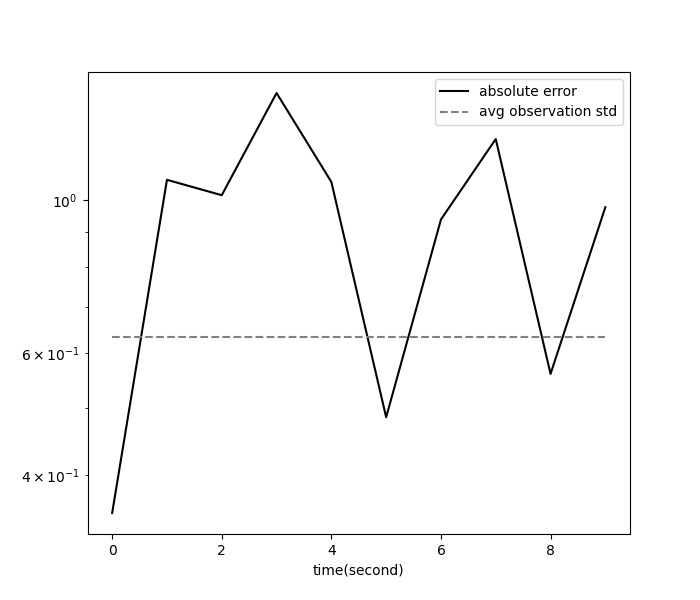 absolute error
avg observation std
10⁰
6 × 10⁻¹
4 × 10⁻¹
0 2 4 6 8
time(second)